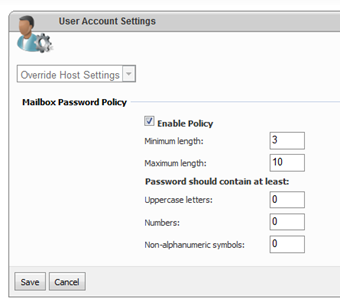 User Account Settings
Override Host Settings
Mailbox Password Policy
Enable Policy
Minimum length: 3
Maximum length: 10
Password should contain at least:
Uppercase letters: 0
Numbers: 0
Non-alphanumeric symbols: 0
Save Cancel